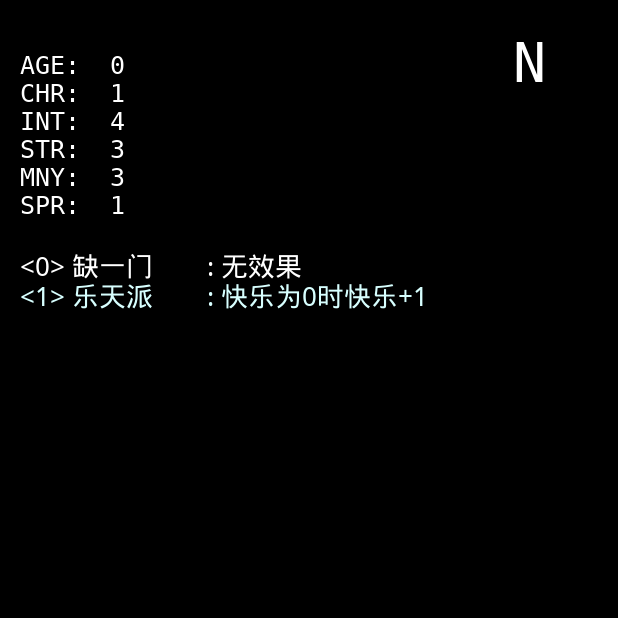 N
AGE: 0
CHR: 1
INT: 4
STR: 3
MNY: 3
SPR: 1
<0> 缺一门 : 无效果
<1> 乐天派 : 快乐为0时快乐+1